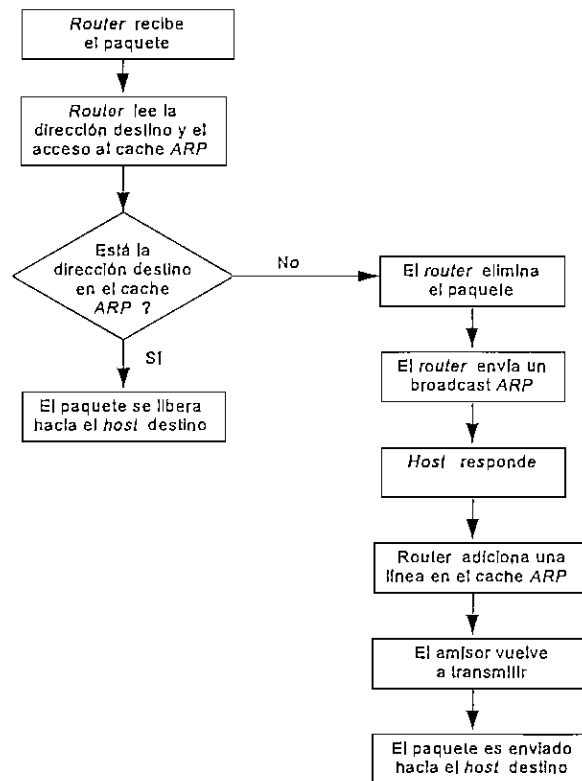 Router recibe
el paquete
Router lee la
dirección destino y el
acceso al cache ARP
Está la
dirección destino
en el cache
ARP ?
No
Sí
El paquete se libera
hacia el host destino
El router elimina
el paquete
El router envía un
broadcast ARP
Host responde
Router adiciona una
línea en el cache ARP
El amisor vuelve
a transmitir
El paquete es enviado
hacia el host destino